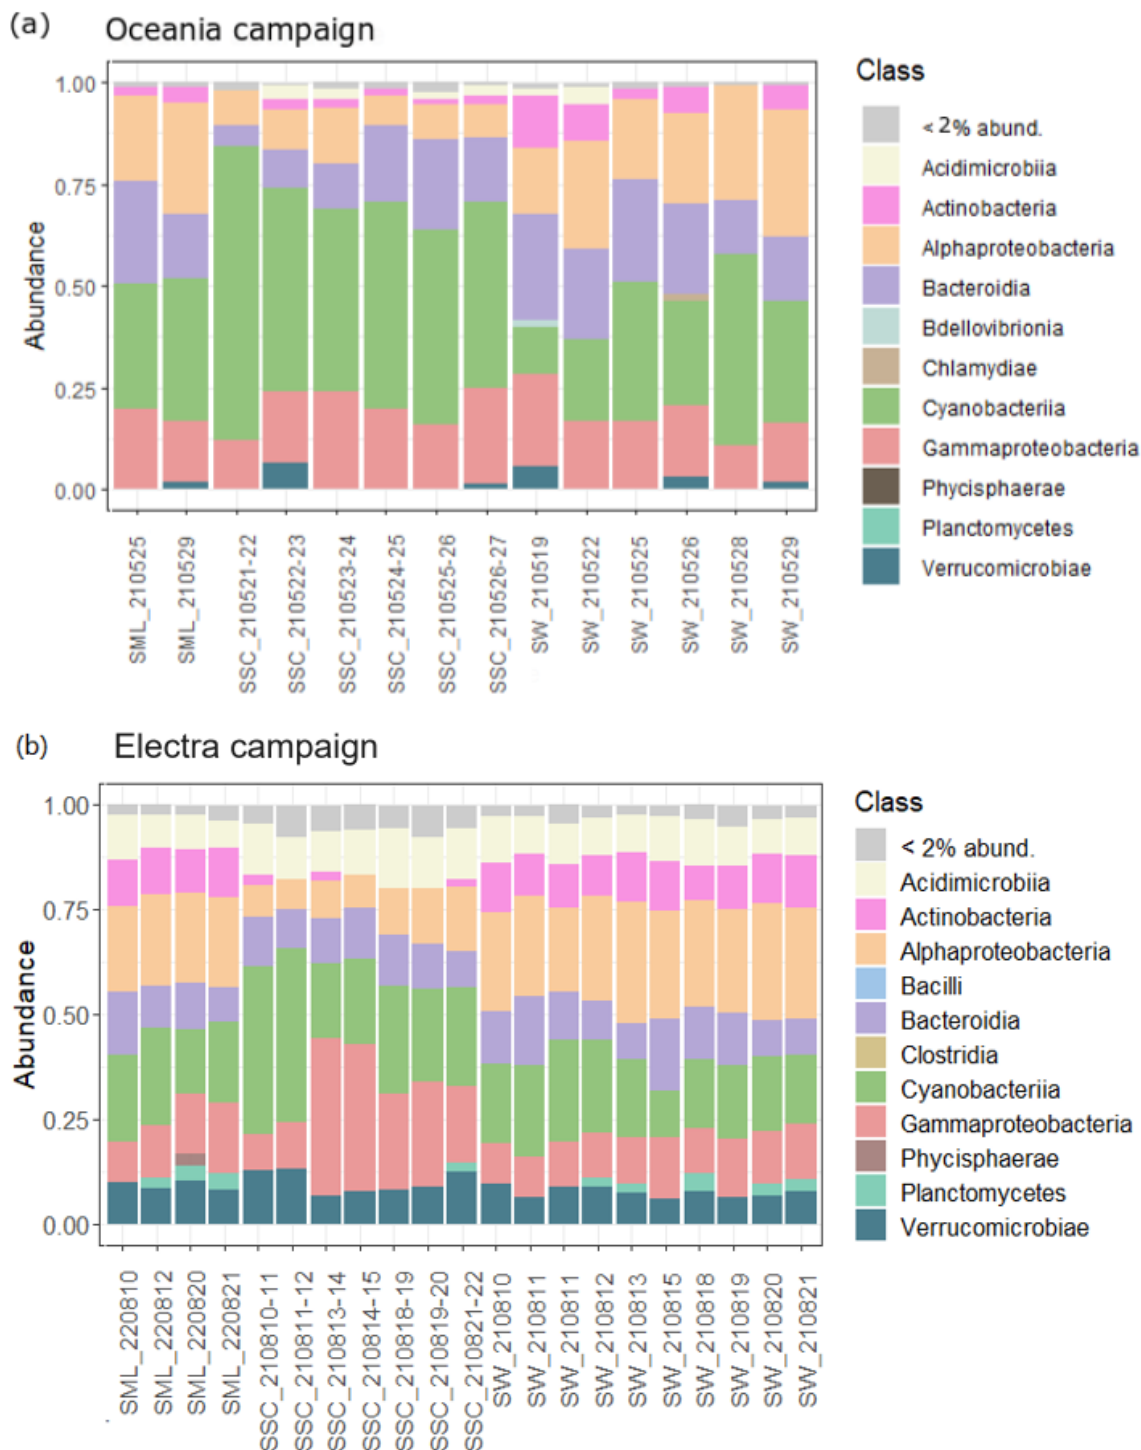 (a) Oceania campaign
Class
1.00
0.75
0.50
0.25
0.00
Abundance
< 2% abund.
Acidimicrobiia
Actinobacteria
Alphaproteobacteria
Bacteroidia
Bdellovibrionia
Chlamydiae
Cyanobacteriia
Gammaproteobacteria
Phycisphaerae
Planctomycetes
Verrucomicrobiae
SML_210525
SML_210529
SSC_210521-22
SSC_210522-23
SSC_210523-24
SSC_210524-25
SSC_210525-26
SSC_210526-27
SW_210519
SW_210522
SW_210525
SW_210526
SW_210528
SW_210529
(b) Electra campaign
Class
1.00
0.75
0.50
0.25
0.00
Abundance
< 2% abund.
Acidimicrobiia
Actinobacteria
Alphaproteobacteria
Bacilli
Bacteroidia
Clostridia
Cyanobacteriia
Gammaproteobacteria
Phycisphaerae
Planctomycetes
Verrucomicrobiae
SML_220810
SML_220812
SML_220820
SML_220821
SSC_210810-11
SSC_210811-12
SSC_210813-14
SSC_210814-15
SSC_210818-19
SSC_210819-20
SSC_210821-22
SW_210810
SW_210811
SW_210811
SW_210812
SW_210813
SW_210815
SW_210818
SW_210819
SW_210820
SW_210821